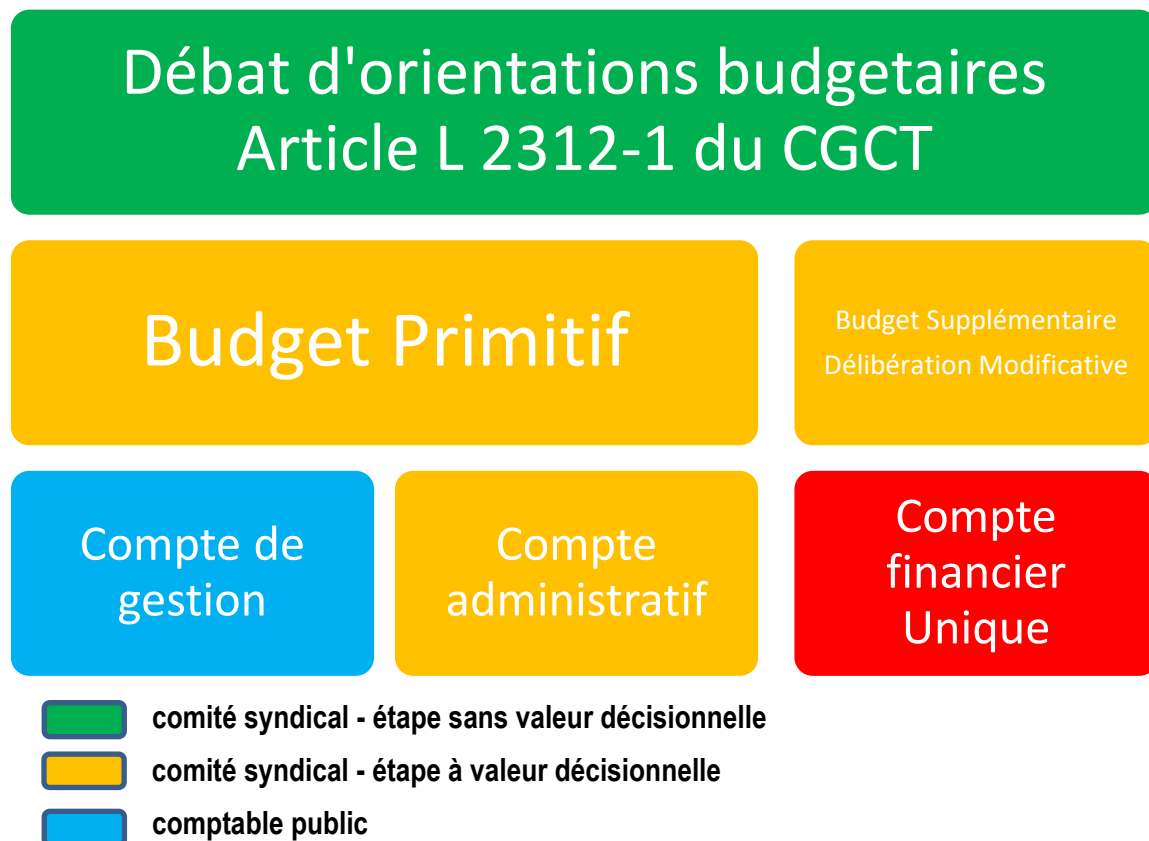 Débat d'orientations budgetaires
Article L 2312-1 du CGCT
Budget Primitif
Budget Supplémentaire
Délibération Modificative
Compte de
gestion
Compte
administratif
Compte
financier
Unique
comité syndical - étape sans valeur décisionnelle
comité syndical - étape à valeur décisionnelle
comptable public